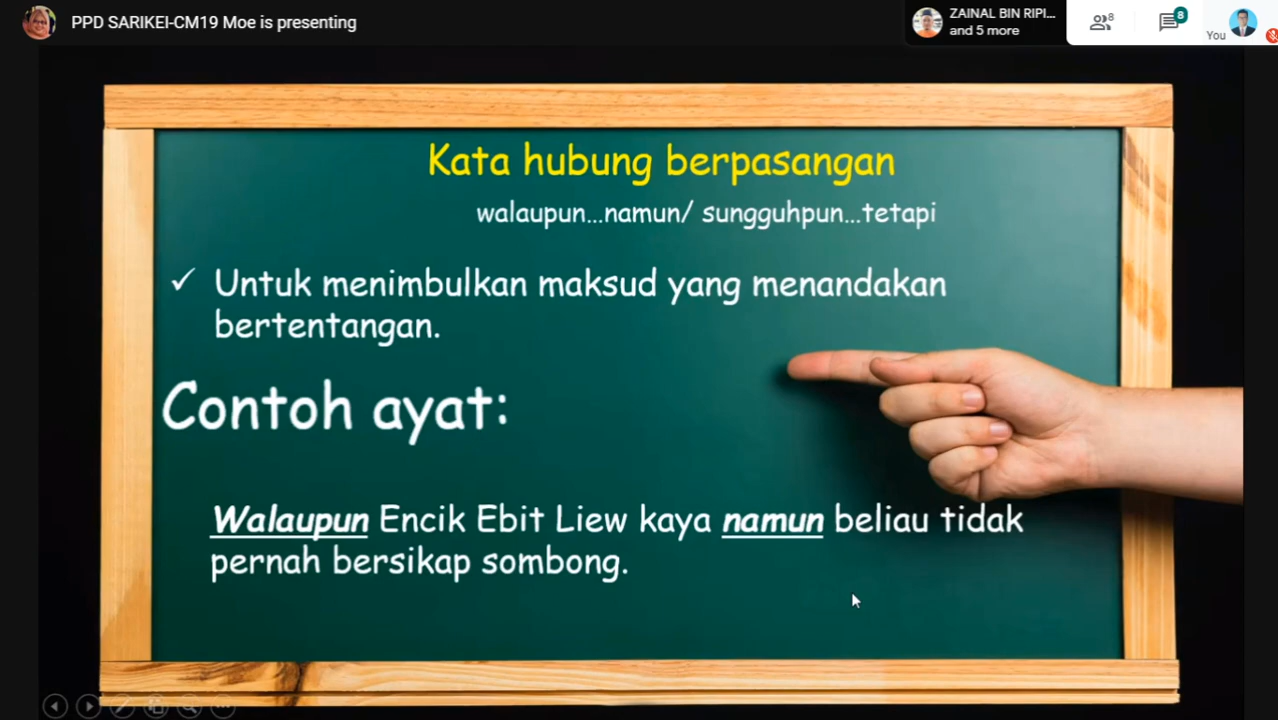 PPD SARIKEI-CM19 Moe is presenting
ZAINAL BIN RIPI...
and 5 more
8
8
You
Kata hubung berpasangan
walaupun...namun/ sungguhpun...tetapi
✓ Untuk menimbulkan maksud yang menandakan
bertentangan.
Contoh ayat:
Walaupun Encik Ebit Liew kaya namun beliau tidak
pernah bersikap sombong.